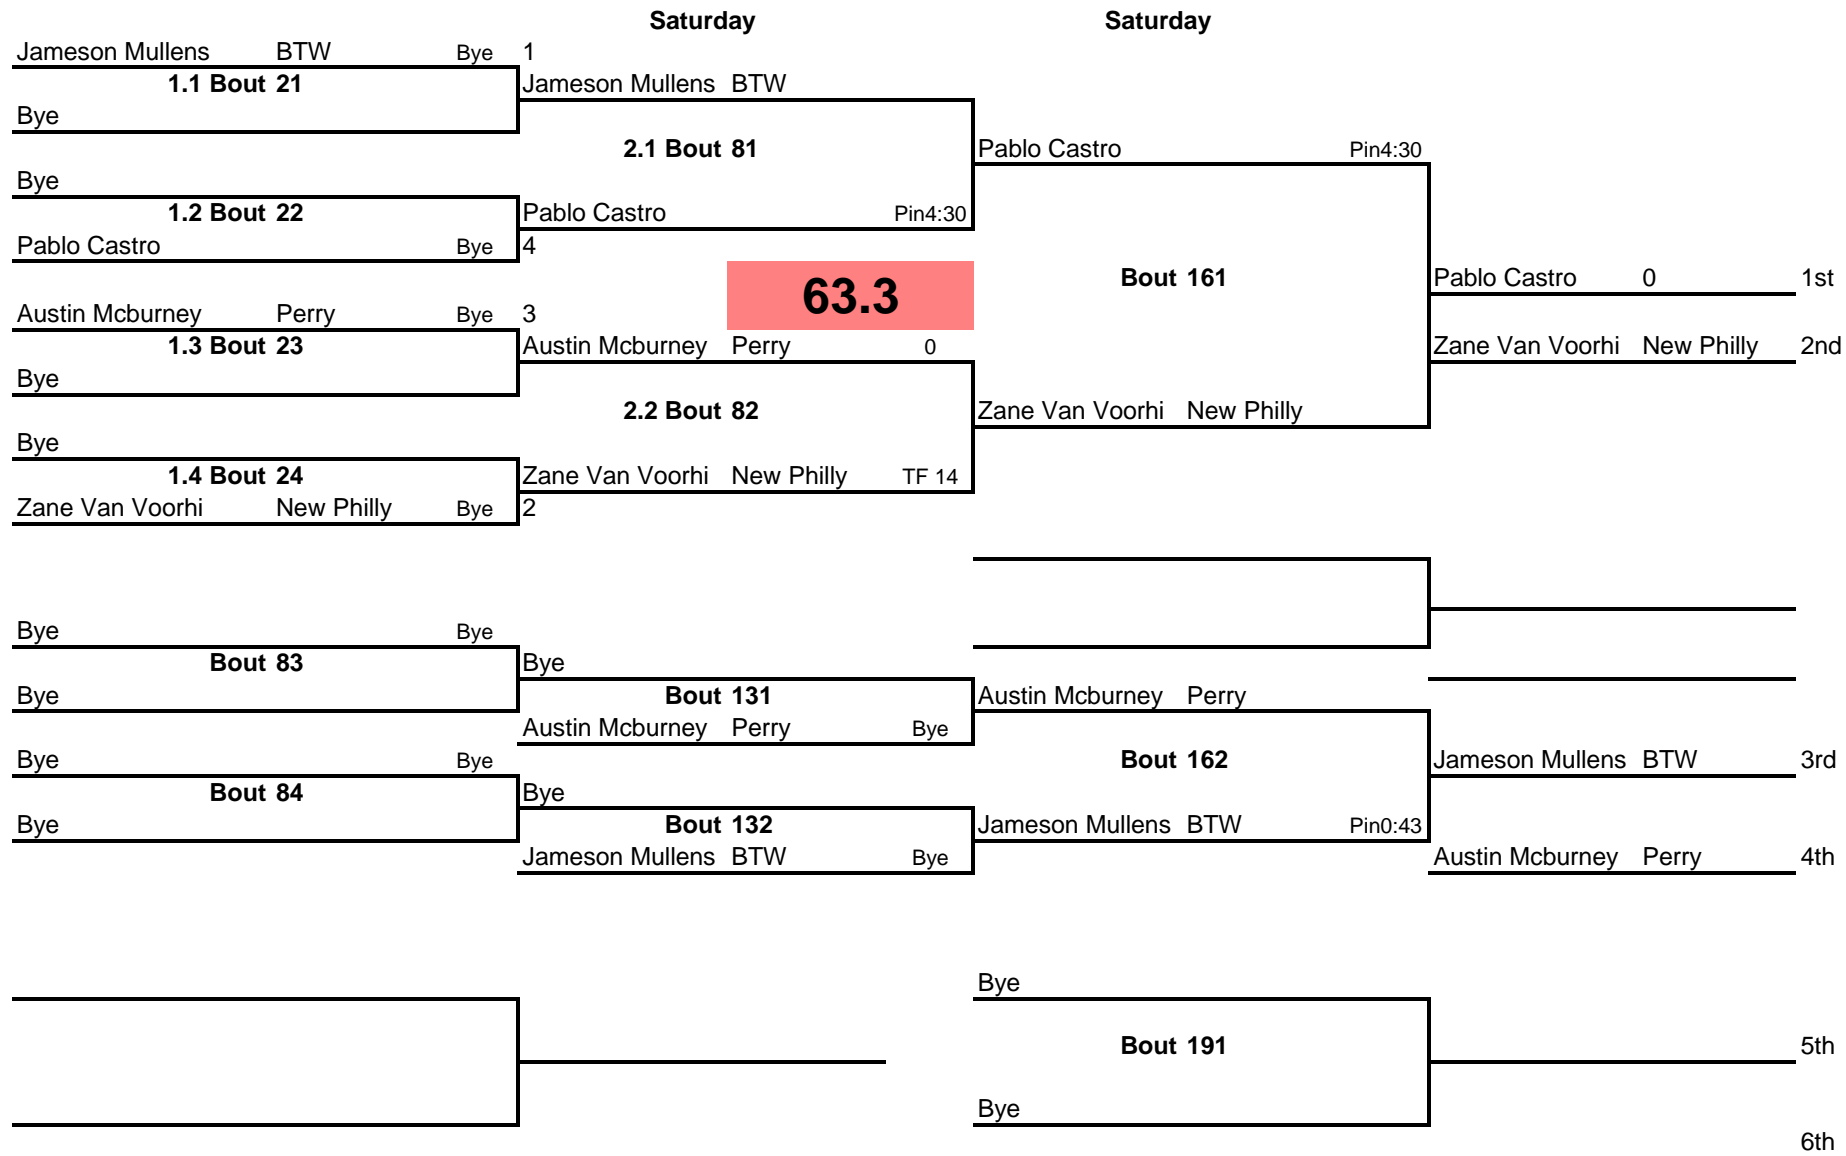 Saturday Saturday
Jameson Mullens BTW Bye 1
1.1 Bout 21 Jameson Mullens BTW
Bye
2.1 Bout 81 Pablo Castro Pin4:30
Bye
1.2 Bout 22 Pablo Castro Pin4:30
Pablo Castro Bye 4
63.3 Bout 161 Pablo Castro 0 1st
Austin Mcburney Perry Bye 3
1.3 Bout 23 Austin Mcburney Perry 0 Zane Van Voorhi New Philly 2nd
Bye
2.2 Bout 82 Zane Van Voorhi New Philly
Bye
1.4 Bout 24 Zane Van Voorhi New Philly TF 14
Zane Van Voorhi New Philly Bye 2
Bye Bye
Bout 83 Bye
Bye Bout 131 Austin Mcburney Perry
Austin Mcburney Perry Bye
Bye Bye Bout 162 Jameson Mullens BTW 3rd
Bout 84 Bye
Bye Bout 132 Jameson Mullens BTW Pin0:43
Jameson Mullens BTW Bye Austin Mcburney Perry 4th
Bye
Bout 191 5th
Bye
6th